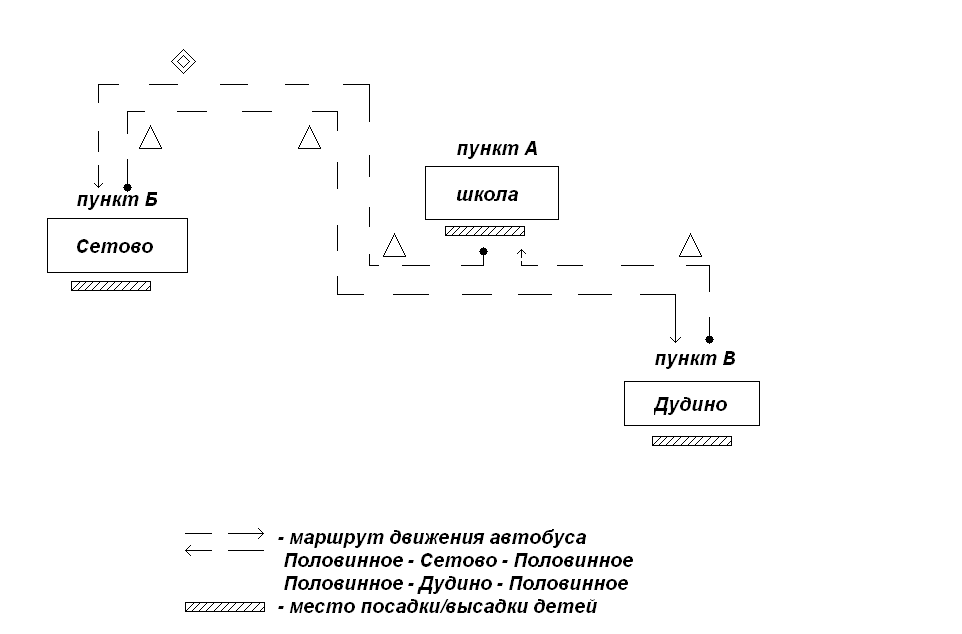 пункт А
школа
пункт Б
Сетово
пункт В
Дудино
- маршрут движения автобуса
Половинное - Сетово - Половинное
Половинное - Дудино - Половинное
- место посадки/высадки детей